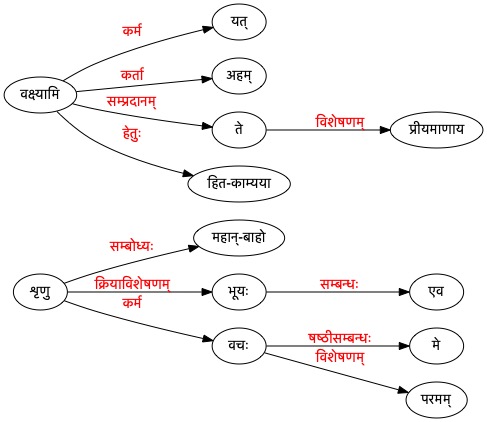 कर्म
यत्
कर्ता
अहम्
वक्ष्यामि
सम्प्रदानम्
ते
विशेषणम्
प्रीयमाणाय
हेतुः
हित-काम्यया
सम्बोध्यः
महान्-बाहो
शृणु
क्रियाविशेषणम्
भूयः
सम्बन्धः
एव
कर्म
वचः
षष्ठीसम्बन्धः
मे
विशेषणम्
परमम्